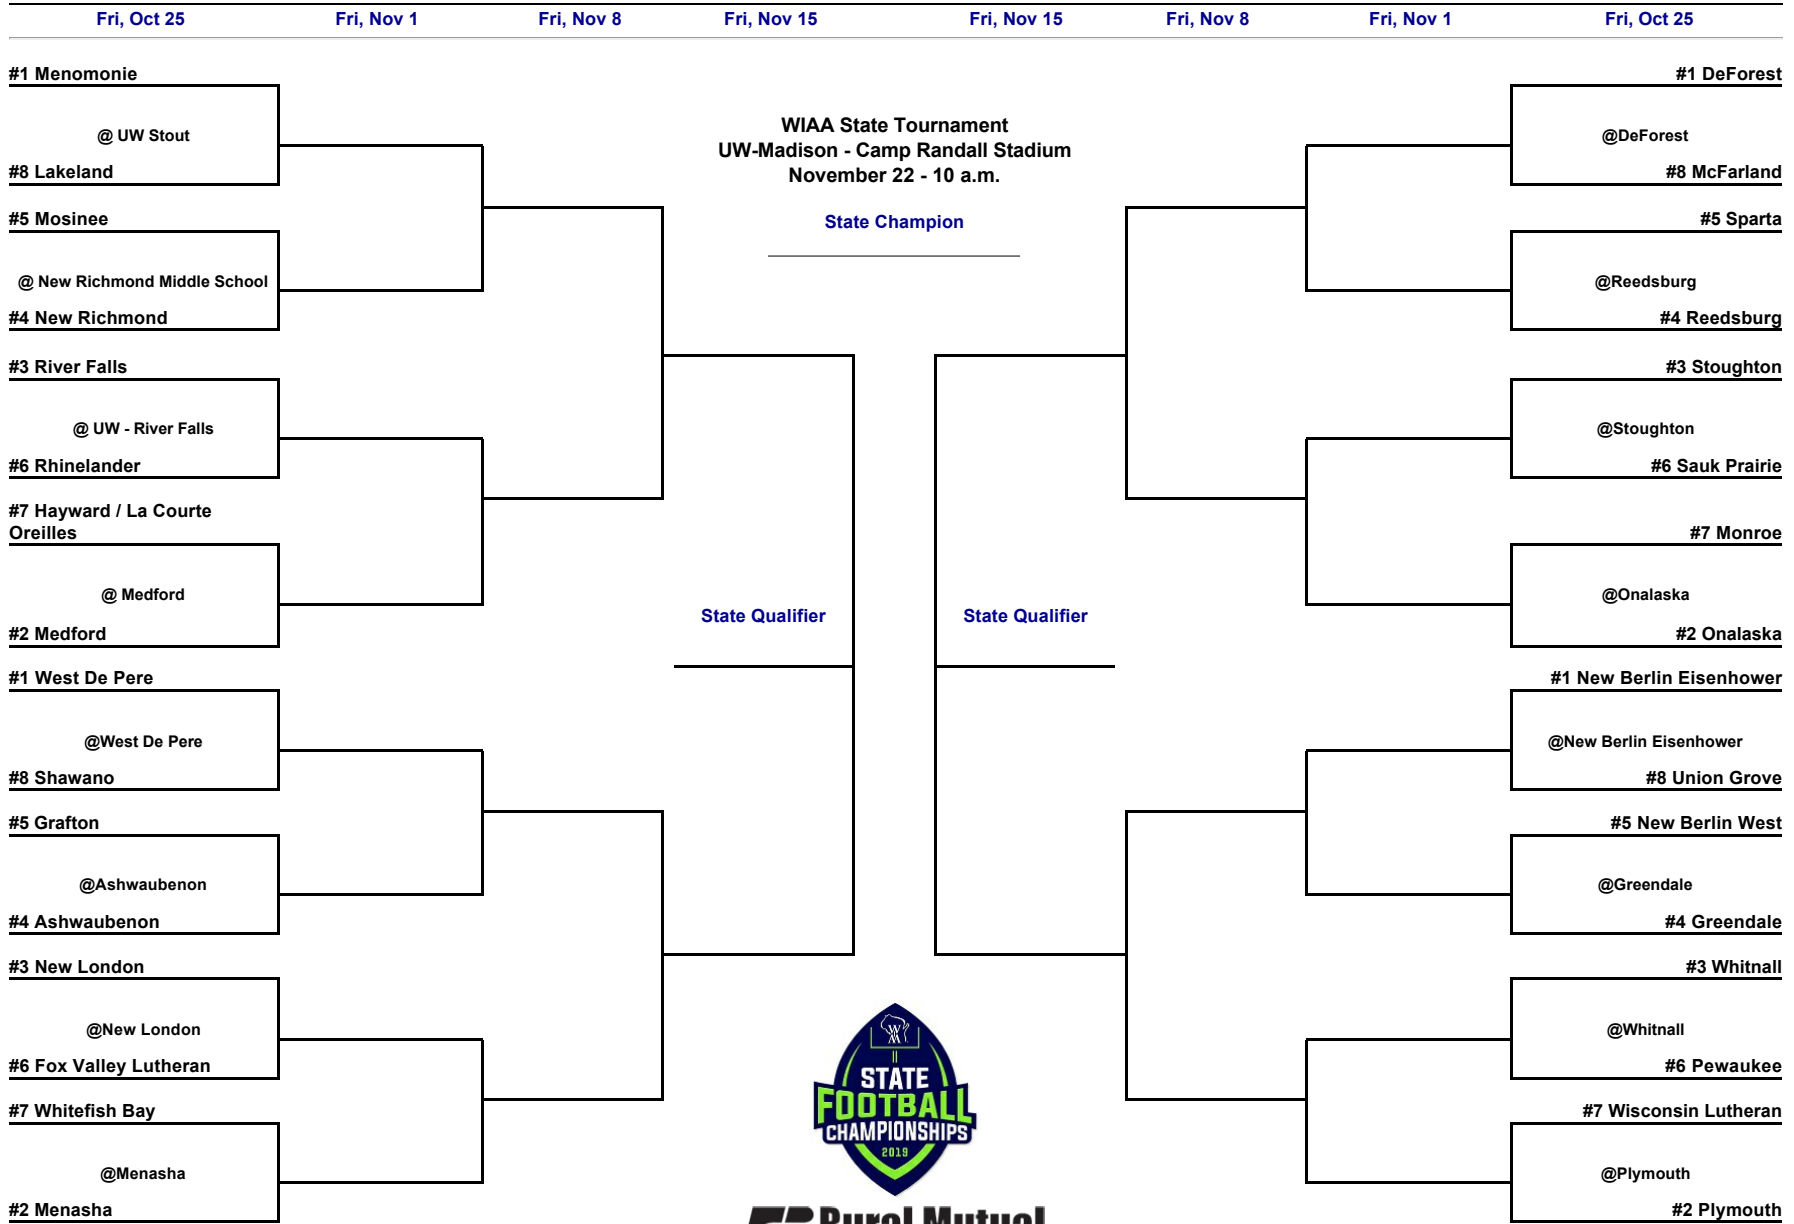 Fri, Oct 25 Fri, Nov 1 Fri, Nov 8 Fri, Nov 15 Fri, Nov 15 Fri, Nov 8 Fri, Nov 1 Fri, Oct 25
#1 Menomonie
@ UW Stout
#8 Lakeland
#5 Mosinee
@ New Richmond Middle School
#4 New Richmond
#3 River Falls
@ UW - River Falls
#6 Rhinelander
#7 Hayward / La Courte
Oreilles
@ Medford
#2 Medford
#1 West De Pere
@West De Pere
#8 Shawano
#5 Grafton
@Ashwaubenon
#4 Ashwaubenon
#3 New London
@New London
#6 Fox Valley Lutheran
#7 Whitefish Bay
@Menasha
#2 Menasha
WIAA State Tournament
UW-Madison - Camp Randall Stadium
November 22 - 10 a.m.
State Champion
State Qualifier
State Qualifier
STATE
FOOTBALL
CHAMPIONSHIPS
2019
Rural Mutual
#1 DeForest
@DeForest
#8 McFarland
#5 Sparta
@Reedsburg
#4 Reedsburg
#3 Stoughton
@Stoughton
#6 Sauk Prairie
#7 Monroe
@Onalaska
#2 Onalaska
#1 New Berlin Eisenhower
@New Berlin Eisenhower
#8 Union Grove
#5 New Berlin West
@Greendale
#4 Greendale
#3 Whitnall
@Whitnall
#6 Pewaukee
#7 Wisconsin Lutheran
@Plymouth
#2 Plymouth